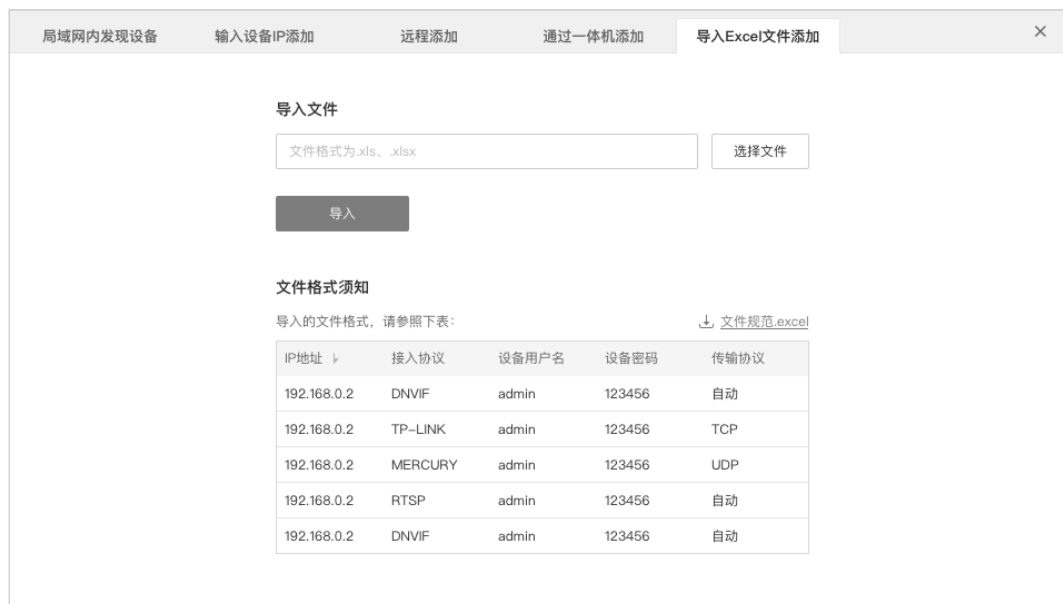 局域网内发现设备 输入设备IP添加 远程添加 通过一体机添加 导入Excel文件添加
导入文件
文件格式为.xls、.xlsx 选择文件
导入
文件格式须知
导入的文件格式，请参照下表： 文件规范.excel
IP地址 接入协议 设备用户名 设备密码 传输协议
192.168.0.2 DNVIF admin 123456 自动
192.168.0.2 TP-LINK admin 123456 TCP
192.168.0.2 MERCURY admin 123456 UDP
192.168.0.2 RTSP admin 123456 自动
192.168.0.2 DNVIF admin 123456 自动